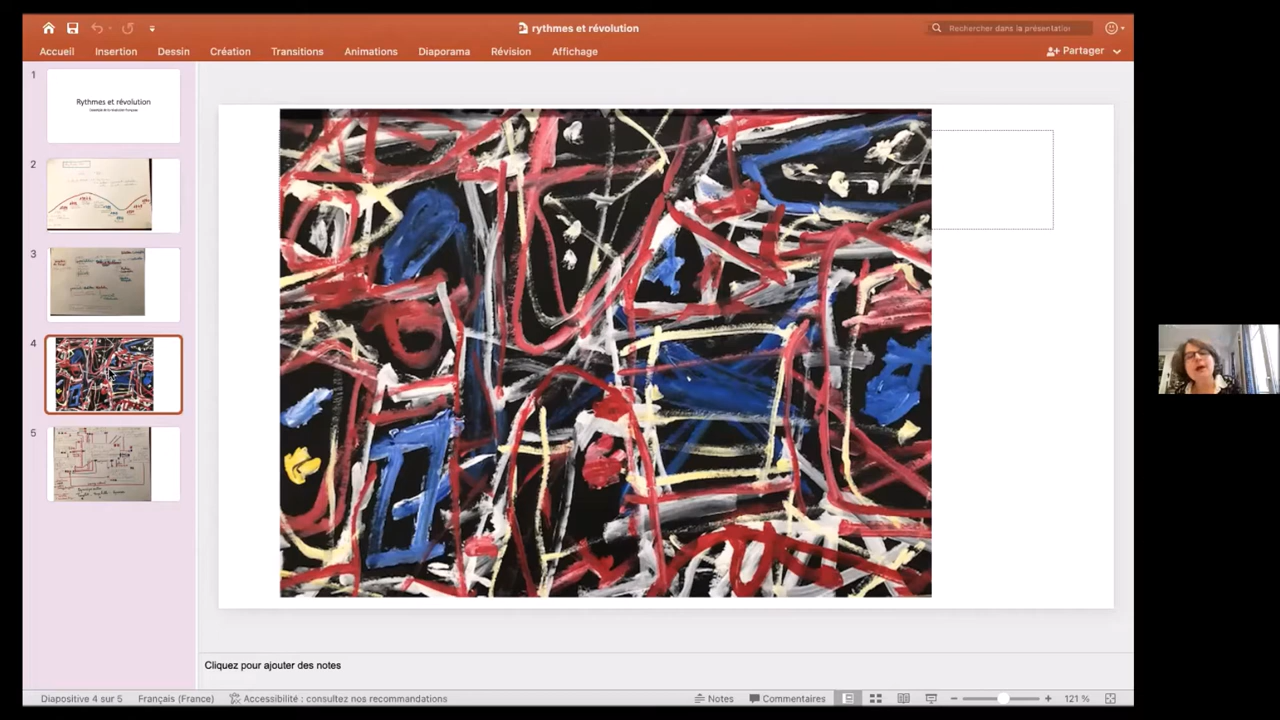 rythmes et révolution
Rechercher dans la présentation
Accueil
Insertion
Dessin
Création
Transitions
Animations
Diaporama
Révision
Affichage
Partager
1
Rythmes et révolution
2
3
4
5
Cliquez pour ajouter des notes
Diapositive 4 sur 5
Français (France)
Accessibilité : consultez nos recommandations
Notes
Commentaires
121 %